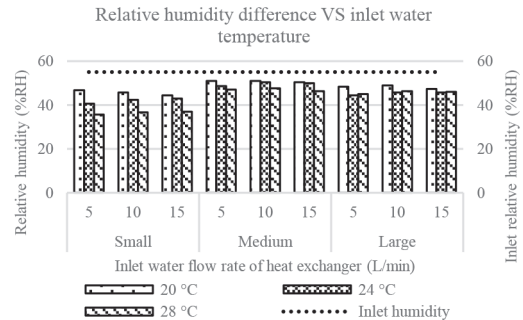 Relative humidity difference VS inlet water
temperature
Relative humidity (%RH)
60
40
20
0
60
40
20
0
Inlet relative humidity (%RH)
5 10 15 5 10 15 5 10 15
Small Medium Large
Inlet water flow rate of heat exchanger (L/min)
20 °C 24 °C
28 °C Inlet humidity